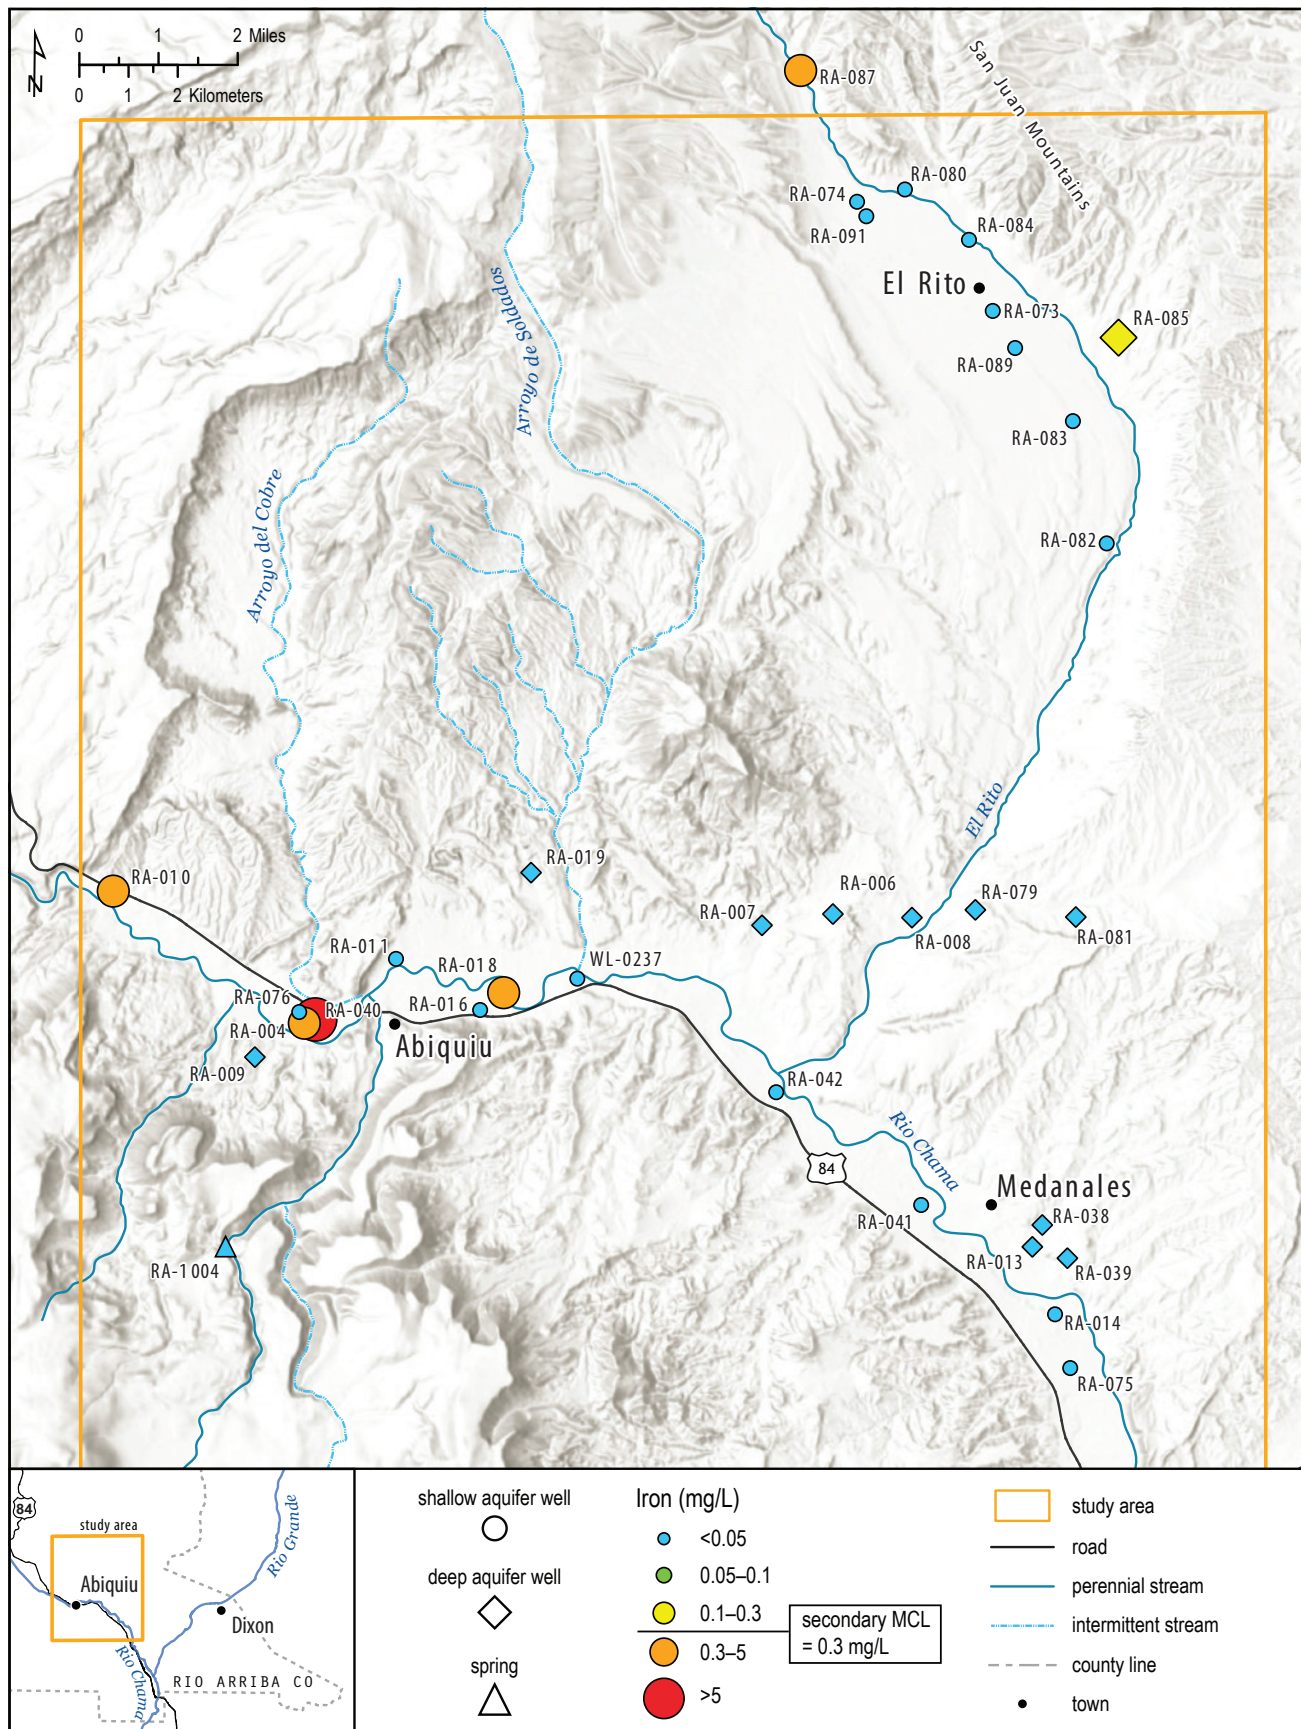 0 1 2 Miles
0 1 2 Kilometers
N
RA-087
San Juan Mountains
RA-080
RA-074
RA-091
RA-084
El Rito
RA-073
RA-085
RA-089
RA-083
RA-082
Arroyo de Soldados
Arroyo del Cobre
El Rito
RA-019
RA-010
RA-006
RA-079
RA-007
RA-008
RA-081
RA-011
RA-018
WL-0237
RA-076
RA-040
RA-016
RA-004
Abiquiu
RA-009
RA-042
Rio Chama
84
Medanales
RA-041
RA-038
RA-013
RA-039
RA-1004
RA-014
RA-075
84
study area
Abiquiu
Rio Grande
Dixon
Rio Chama
RIO ARRIBA CO
shallow aquifer well
deep aquifer well
spring
Iron (mg/L)
<0.05
0.05–0.1
0.1–0.3
0.3–5
>5
secondary MCL
= 0.3 mg/L
study area
road
perennial stream
intermittent stream
county line
town